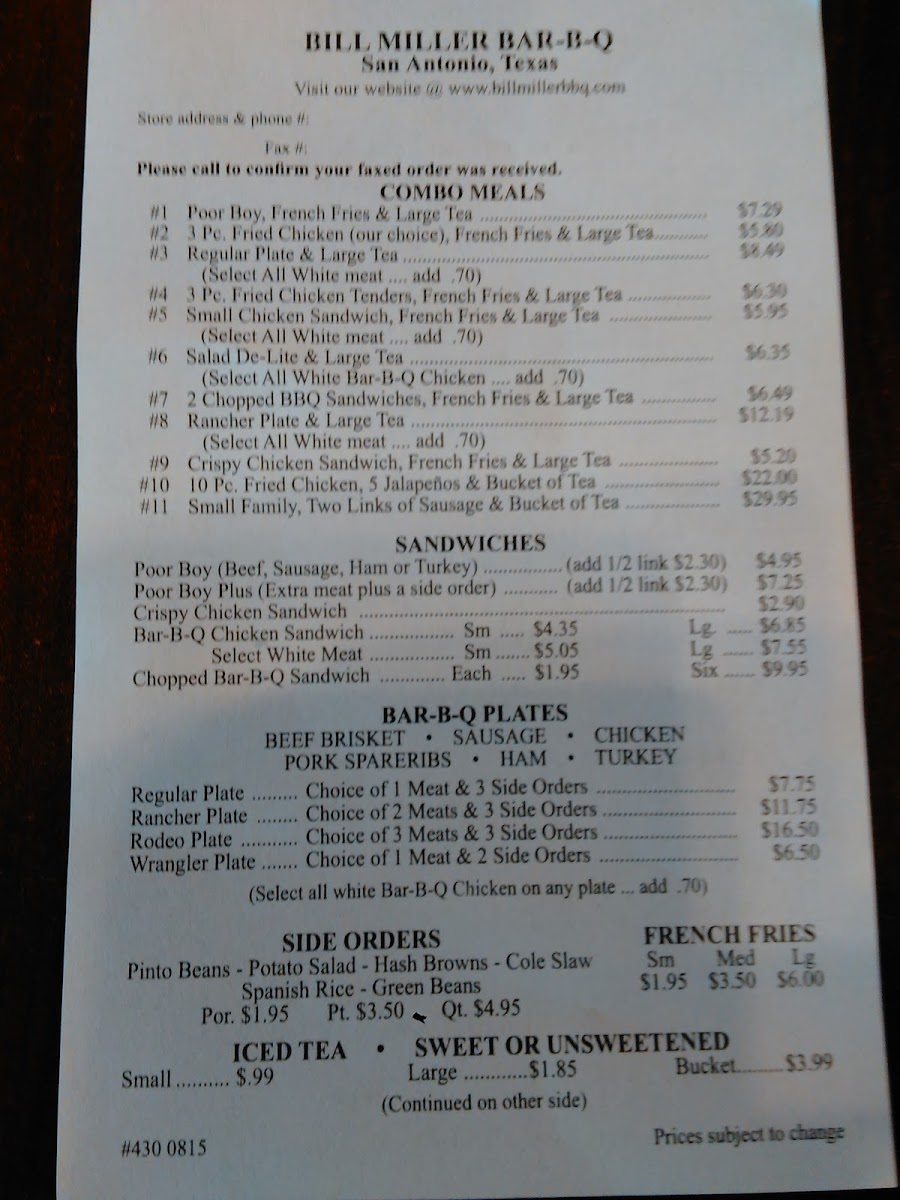 BILL MILLER BAR-B-Q
San Antonio, Texas
Visit our website @ www.billmillerbbq.com
Store address & phone #:
Fax #:
Please call to confirm your faxed order was received.
COMBO MEALS
#1 Poor Boy, French Fries & Large Tea ........ $7.29
#2 3 Pc. Fried Chicken (our choice), French Fries & Large Tea........ $5.80
#3 Regular Plate & Large Tea ........ $8.49
(Select All White meat .... add .70)
#4 3 Pc. Fried Chicken Tenders, French Fries & Large Tea ........ $6.30
#5 Small Chicken Sandwich, French Fries & Large Tea ........ $5.95
(Select All White meat .... add .70)
#6 Salad De-Lite & Large Tea ........ $6.35
(Select All White Bar-B-Q Chicken .... add .70)
#7 2 Chopped BBQ Sandwiches, French Fries & Large Tea ........ $6.49
#8 Rancher Plate & Large Tea ........ $12.19
(Select All White meat .... add .70)
#9 Crispy Chicken Sandwich, French Fries & Large Tea ........ $5.20
#10 10 Pc. Fried Chicken, 5 Jalapeños & Bucket of Tea ........ $22.00
#11 Small Family, Two Links of Sausage & Bucket of Tea ........ $29.95
SANDWICHES
Poor Boy (Beef, Sausage, Ham or Turkey) ........ (add 1/2 link $2.30) $4.95
Poor Boy Plus (Extra meat plus a side order) ........ (add 1/2 link $2.30) $7.25
Crispy Chicken Sandwich ........ $2.90
Bar-B-Q Chicken Sandwich ........ Sm ..... $4.35 Lg. ..... $6.85
Select White Meat ........ Sm ....... $5.05 Lg ...... $7.55
Chopped Bar-B-Q Sandwich ........ Each ..... $1.95 Six ...... $9.95
BAR-B-Q PLATES
BEEF BRISKET • SAUSAGE • CHICKEN
PORK SPARERIBS • HAM • TURKEY
Regular Plate ......... Choice of 1 Meat & 3 Side Orders ........ $7.75
Rancher Plate ........ Choice of 2 Meats & 3 Side Orders ........ $11.75
Rodeo Plate ........... Choice of 3 Meats & 3 Side Orders ........ $16.50
Wrangler Plate ....... Choice of 1 Meat & 2 Side Orders ........ $6.50
(Select all white Bar-B-Q Chicken on any plate ... add .70)
SIDE ORDERS
Pinto Beans - Potato Salad - Hash Browns - Cole Slaw
Spanish Rice - Green Beans
Por. $1.95 Pt. $3.50 Qt. $4.95
FRENCH FRIES
Sm Med Lg
$1.95 $3.50 $6.00
ICED TEA • SWEET OR UNSWEETENED
Small .......... $.99 Large ............$1.85 Bucket.........$3.99
(Continued on other side)
#430 0815
Prices subject to change